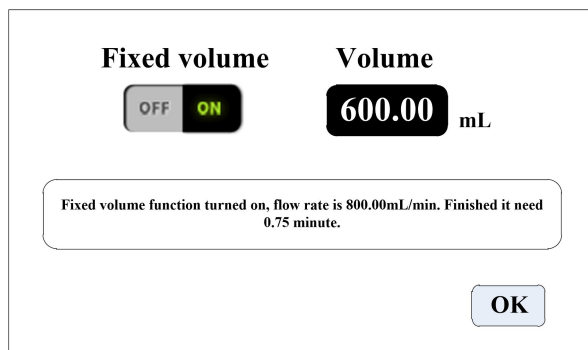 Fixed volume Volume
OFF ON 600.00 mL
Fixed volume function turned on, flow rate is 800.00mL/min. Finished it need
0.75 minute.
OK